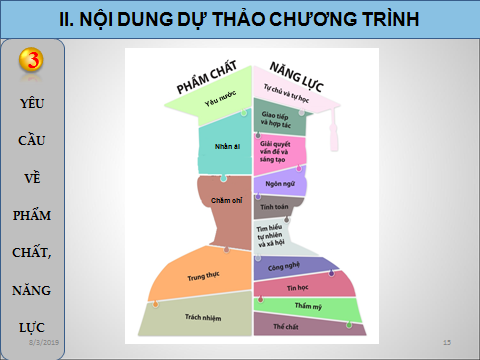 II. NỘI DUNG DỰ THẢO CHƯƠNG TRÌNH
3
YÊU
CẦU
VỀ
PHẨM
CHẤT,
NĂNG
LỰC
PHẨM CHẤT
NĂNG LỰC
Yêu nước
Nhân ái
Chăm chỉ
Trung thực
Trách nhiệm
Tự chủ và tự học
Giao tiếp
và hợp tác
Giải quyết
vấn đề và
sáng tạo
Ngôn ngữ
Tính toán
Tìm hiểu
tự nhiên
và xã hội
Công nghệ
Tin học
Thẩm mỹ
Thể chất
8/3/2019
15